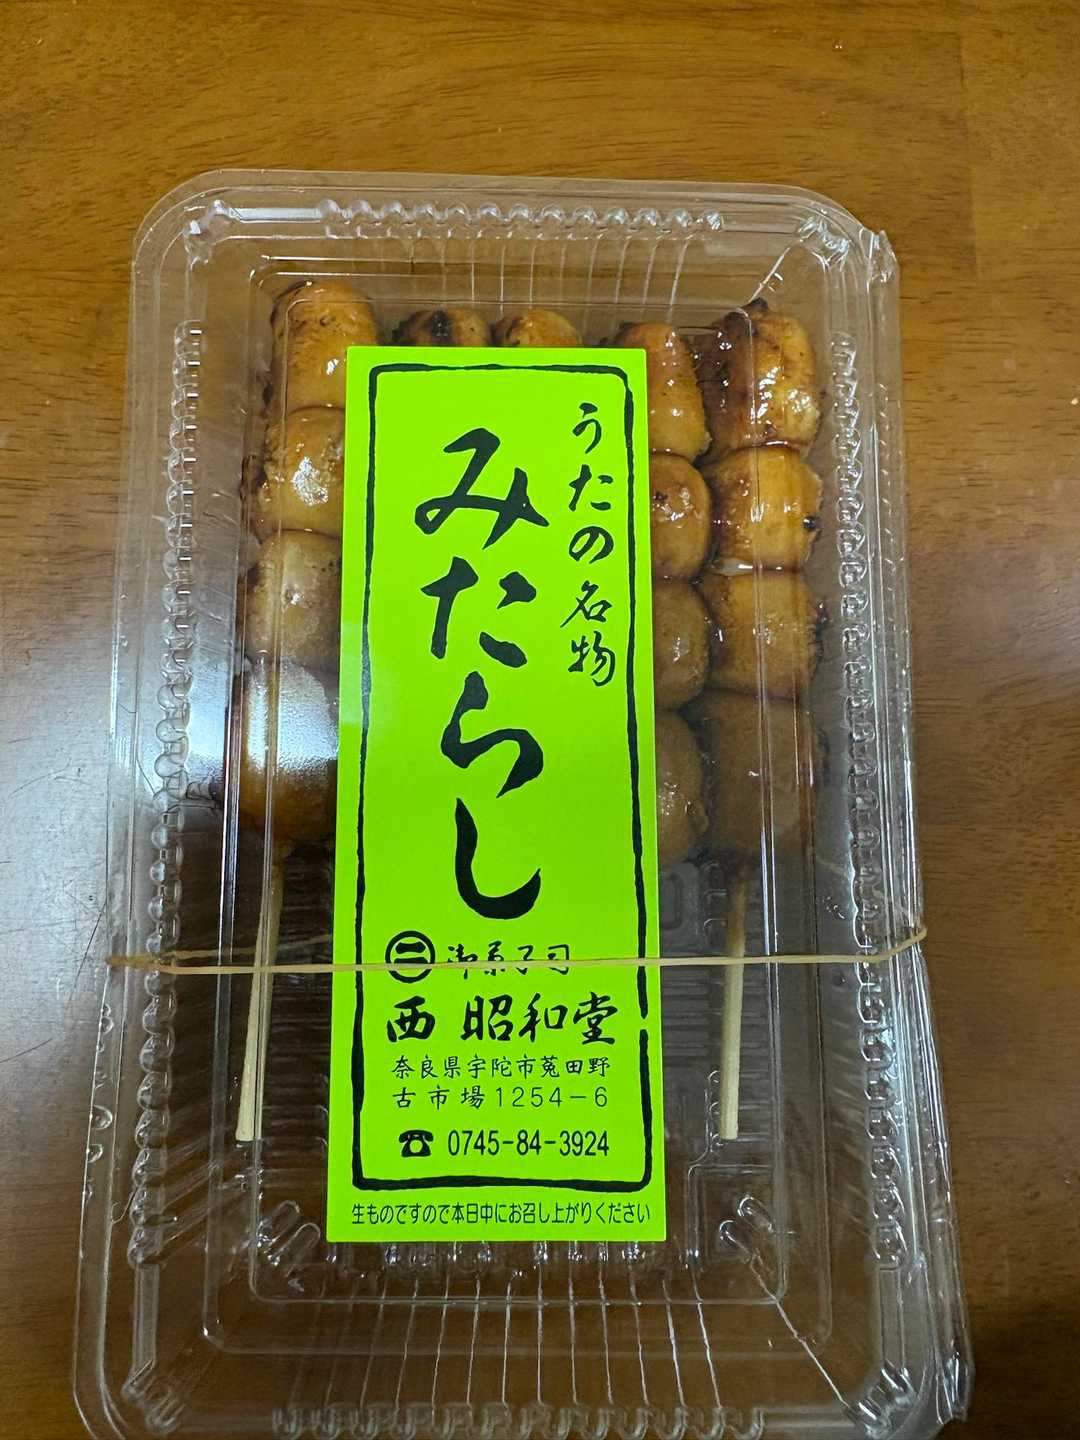 うたの名物
みたらし
㊁ 御菓子司
西 昭和堂
奈良県宇陀市菟田野
古市場1254-6
☎ 0745-84-3924
生ものですので本日中にお召し上がりください